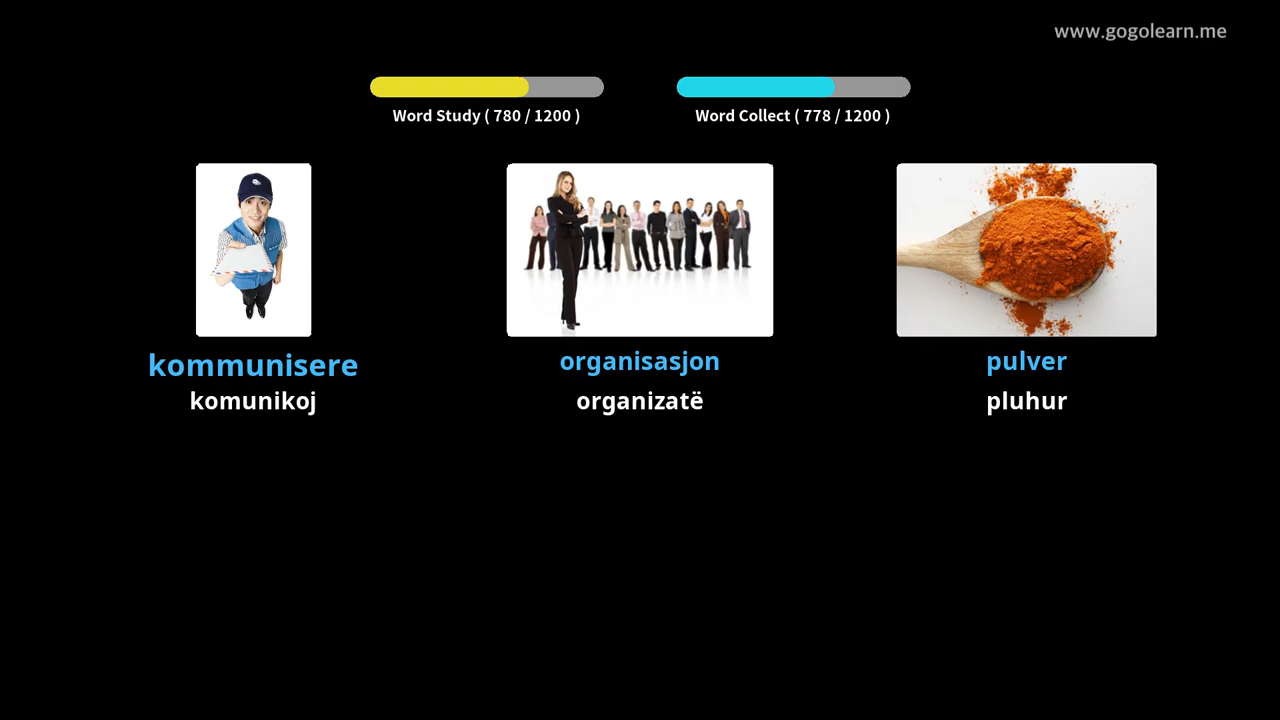 www.gogolearn.me
Word Study ( 780 / 1200 )
Word Collect ( 778 / 1200 )
kommunisere
komunikoj
organisasjon
organizatë
pulver
pluhur